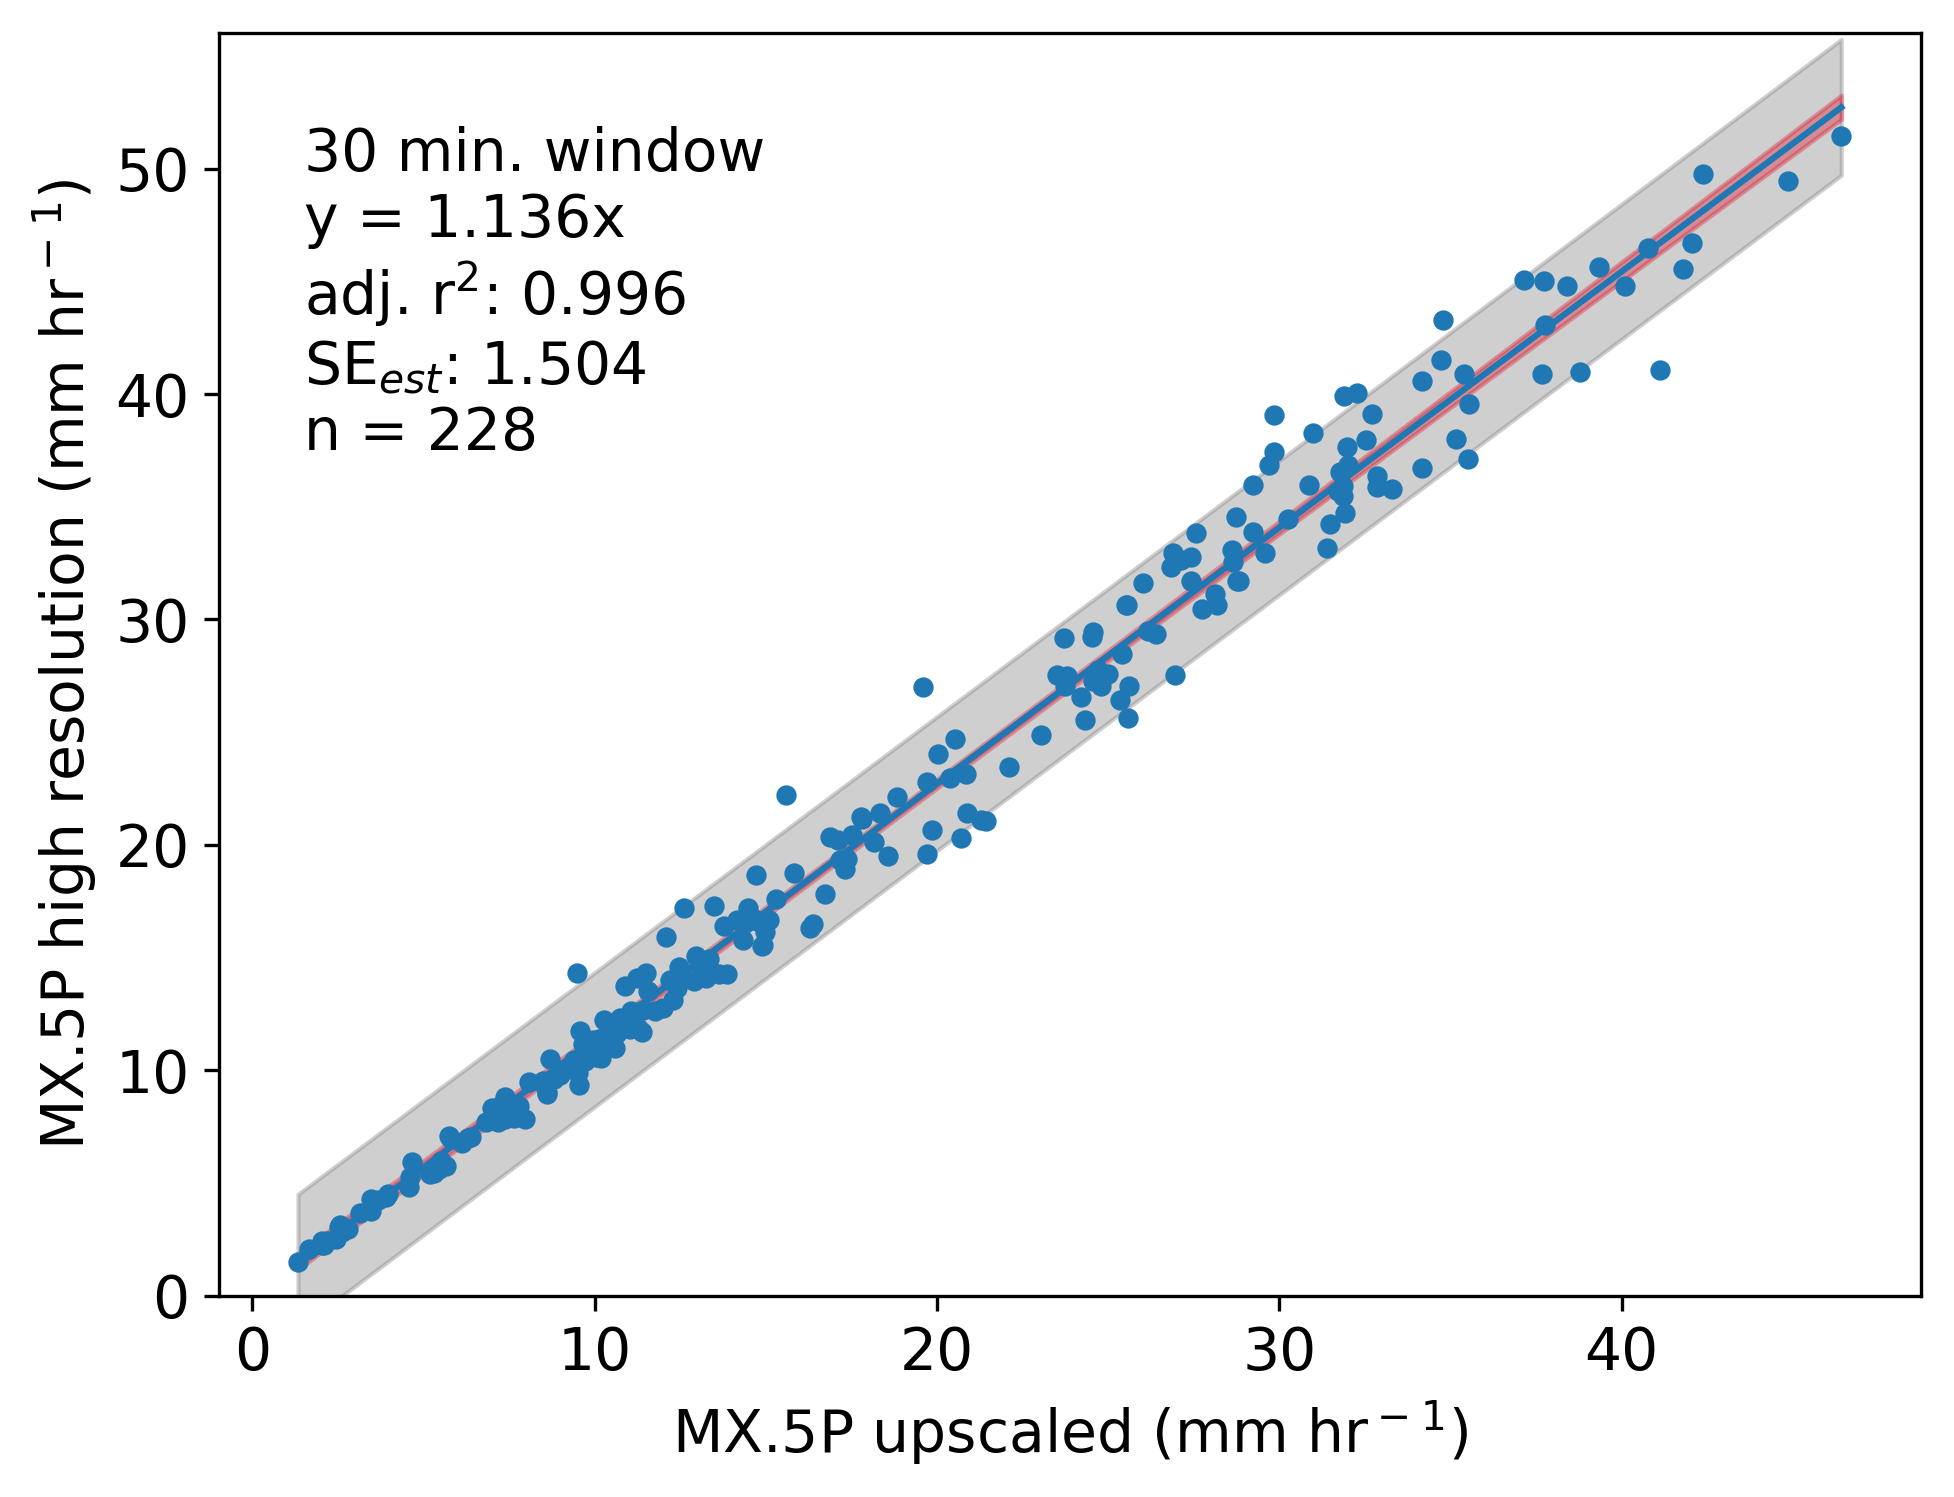 30 min. window
y = 1.136x
adj. r²: 0.996
SE_est: 1.504
n = 228
MX.5P high resolution (mm hr⁻¹)
50
40
30
20
10
0
0 10 20 30 40
MX.5P upscaled (mm hr⁻¹)